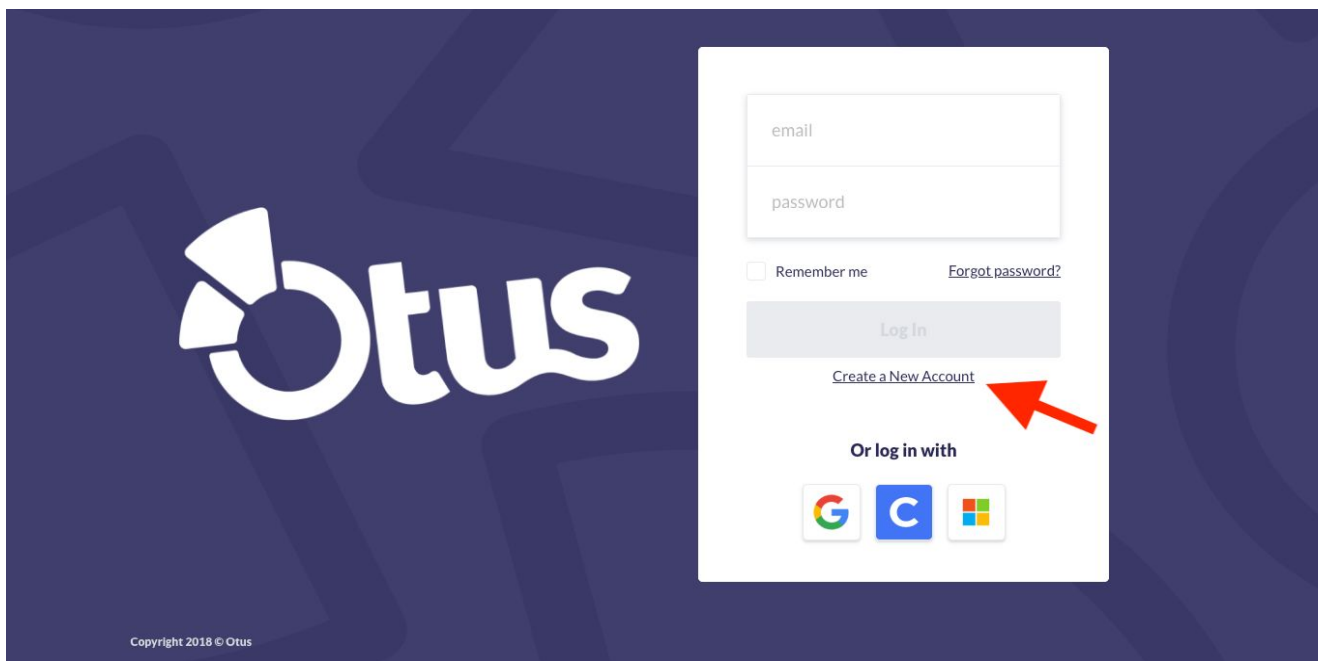 Otus
email
password
Remember me
Forgot password?
Log In
Create a New Account
Or log in with
G
C
Copyright 2018 © Otus